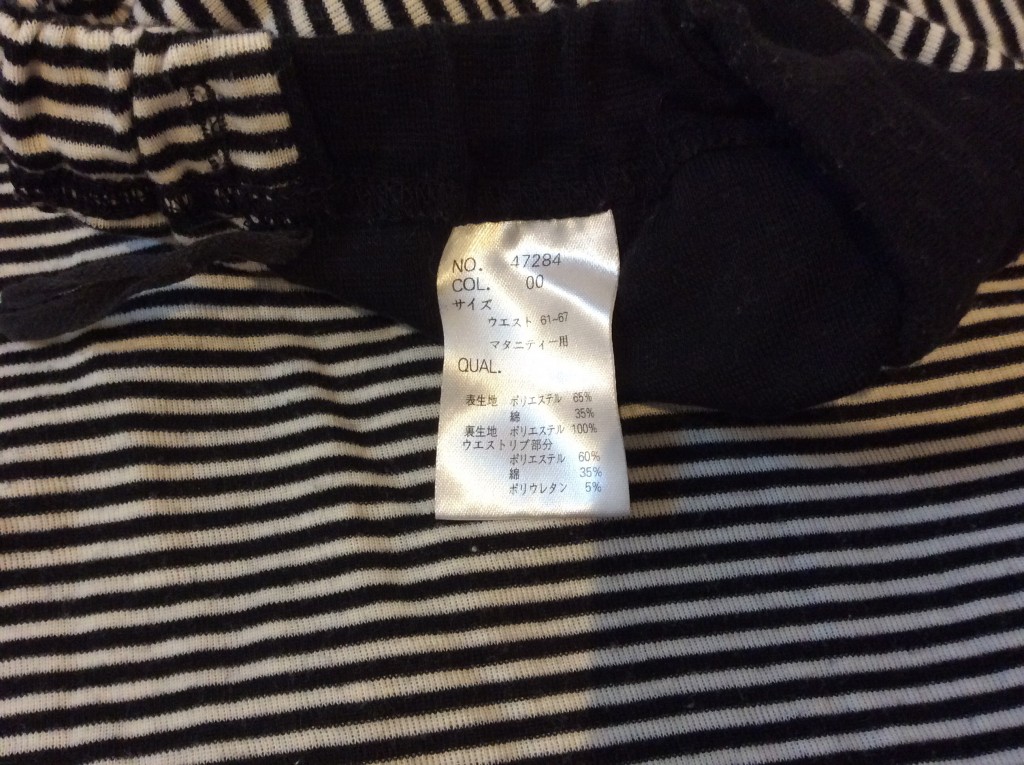 NO. 47284
COL. 00
サイズ
ウエスト 61-67
マタニティー用
QUAL.
表生地 ポリエステル 65%
綿 35%
裏生地 ポリエステル 100%
ウエストリブ部分
ポリエステル 60%
綿 35%
ポリウレタン 5%